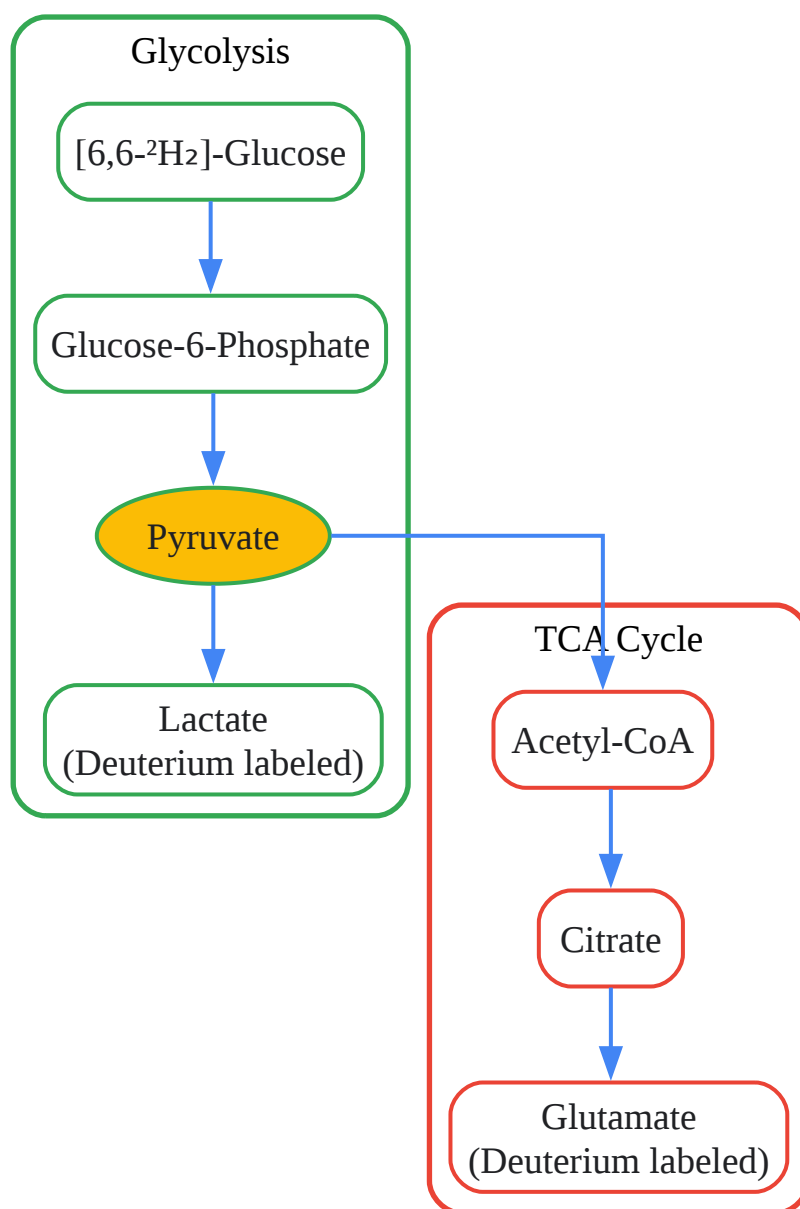 Glycolysis
[6,6-²H₂]-Glucose
Glucose-6-Phosphate
Pyruvate
Lactate
(Deuterium labeled)
TCA Cycle
Acetyl-CoA
Citrate
Glutamate
(Deuterium labeled)